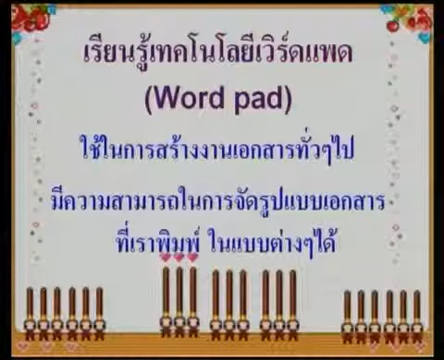 เรียนรู้เทคโนโลยีเวิร์ดแพด
(Word pad)
ใช้ในการสร้างงานเอกสารทั่วๆไป
มีความสามารถในการจัดรูปแบบเอกสาร
ที่เราพิมพ์ ในแบบต่างๆได้